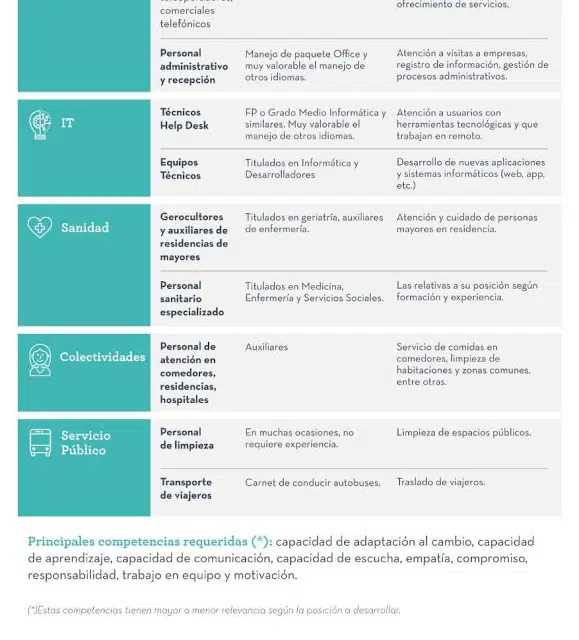 comerciales
telefónicos
ofrecimiento de servicios.
Personal
administrativo
y recepción
Manejo de paquete Office y
muy valorable el manejo de
otros idiomas.
Atención a visitas a empresas,
registro de información, gestión de
procesos administrativos.
IT
Técnicos
Help Desk
FP o Grado Medio Informática y
similares. Muy valorable el
manejo de otros idiomas.
Atención a usuarios con
herramientas tecnológicas y que
trabajan en remoto.
Equipos
Técnicos
Titulados en Informática y
Desarrolladores
Desarrollo de nuevas aplicaciones
y sistemas informáticos (web, app,
etc.)
Sanidad
Gerocultores
y auxiliares de
residencias de
mayores
Titulados en geriatría, auxiliares
de enfermería.
Atención y cuidado de personas
mayores en residencia.
Personal
sanitario
especializado
Titulados en Medicina,
Enfermería y Servicios Sociales.
Las relativas a su posición según
formación y experiencia.
Colectividades
Personal de
atención en
comedores,
residencias,
hospitales
Auxiliares
Servicio de comidas en
comedores, limpieza de
habitaciones y zonas comunes,
entre otras.
Servicio
Público
Personal
de limpieza
En muchas ocasiones, no
requiere experiencia.
Limpieza de espacios públicos.
Transporte
de viajeros
Carnet de conducir autobuses.
Traslado de viajeros.
Principales competencias requeridas (*): capacidad de adaptación al cambio, capacidad
de aprendizaje, capacidad de comunicación, capacidad de escucha, empatía, compromiso,
responsabilidad, trabajo en equipo y motivación.
(*)Estas competencias tienen mayor o menor relevancia según la posición a desarrollar.